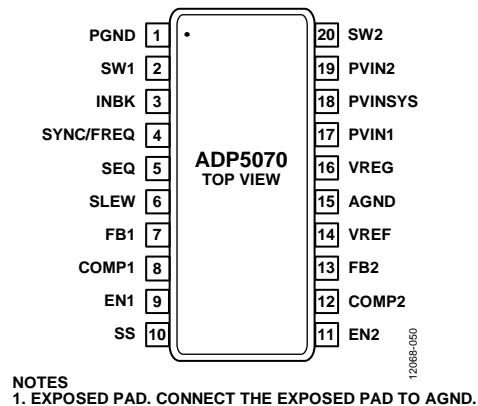 PGND 1
SW1 2
INBK 3
SYNC/FREQ 4
SEQ 5
SLEW 6
FB1 7
COMP1 8
EN1 9
SS 10
ADP5070
TOP VIEW
20 SW2
19 PVIN2
18 PVINSYS
17 PVIN1
16 VREG
15 AGND
14 VREF
13 FB2
12 COMP2
11 EN2
12068-050
NOTES
1. EXPOSED PAD. CONNECT THE EXPOSED PAD TO AGND.